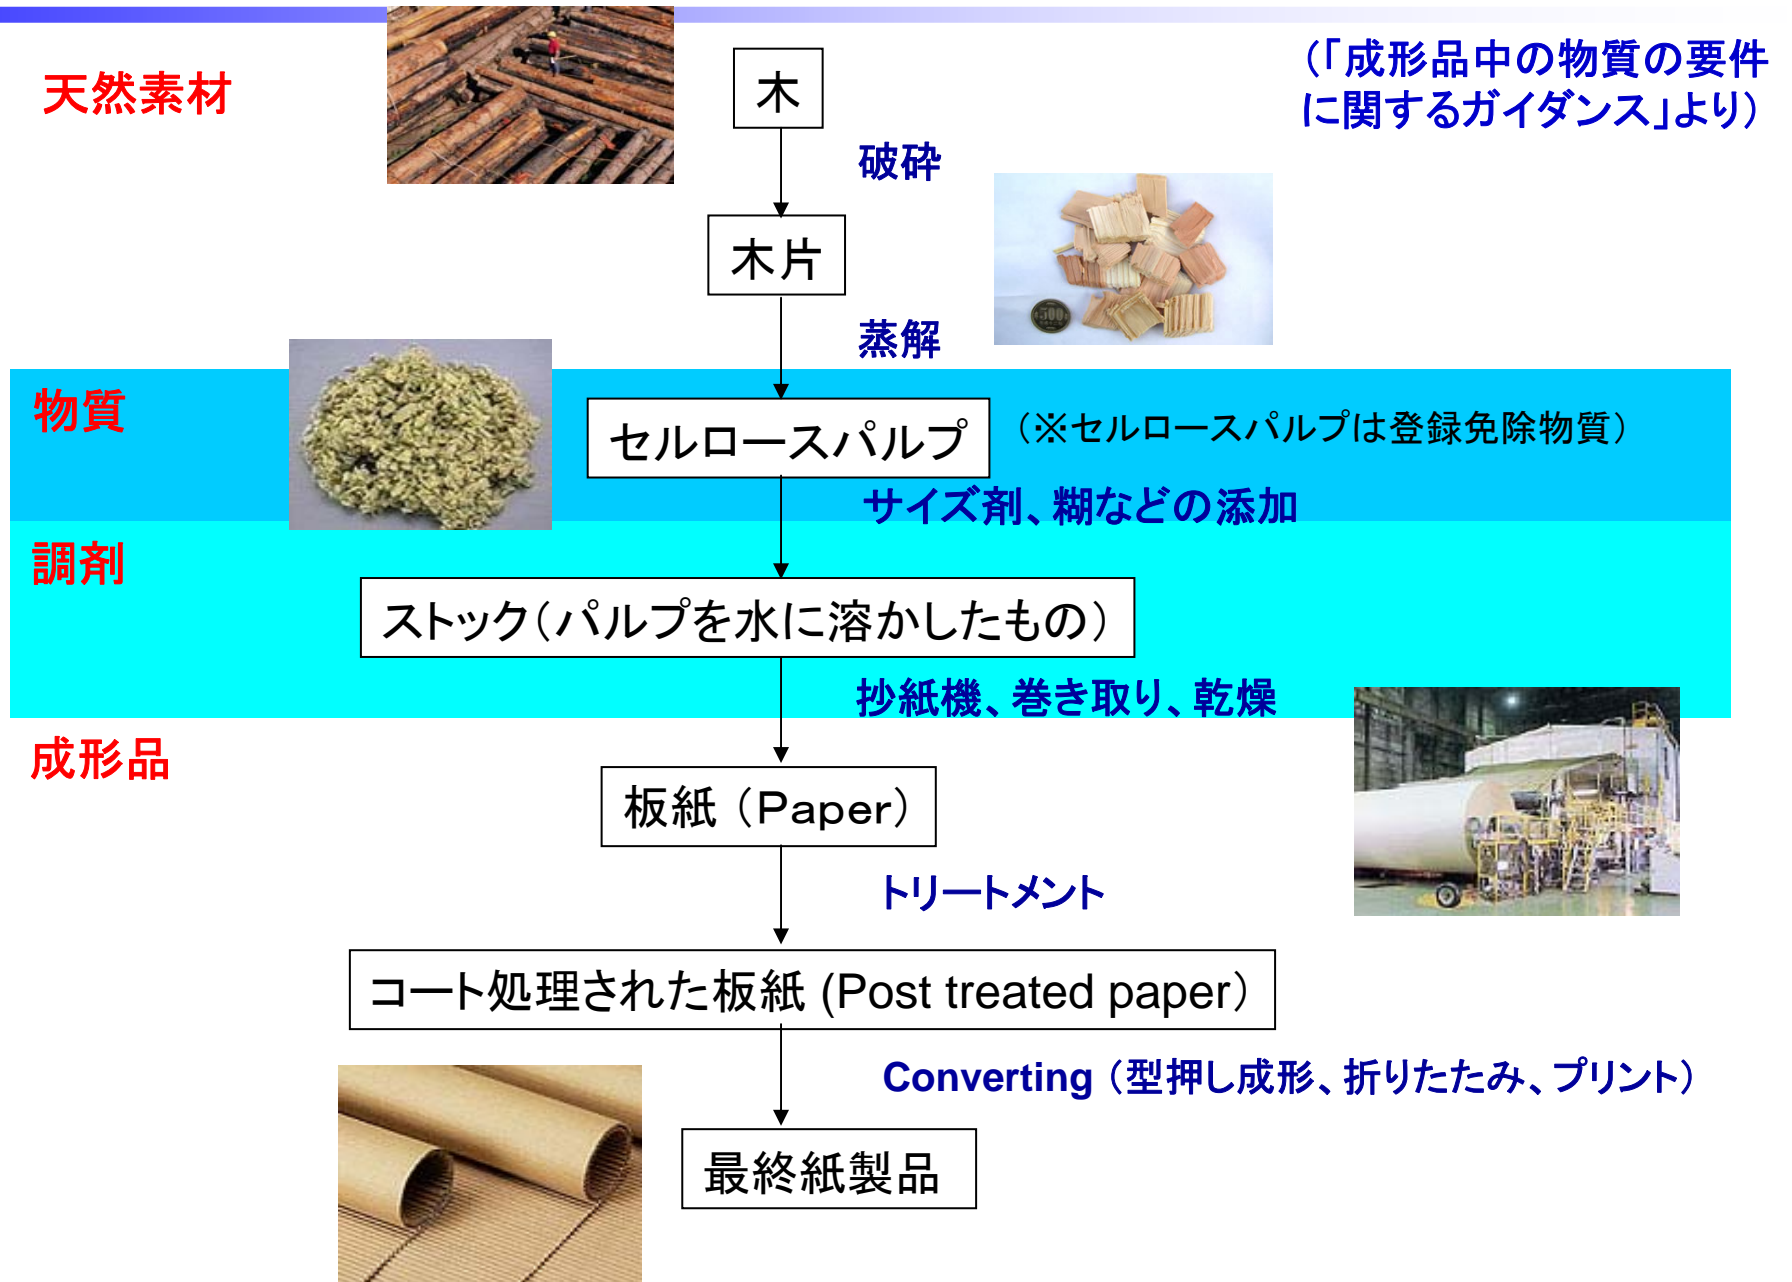 天然素材
木
（「成形品中の物質の要件
に関するガイダンス」より）
破砕
木片
500
蒸解
物質
セルロースパルプ
（※セルロースパルプは登録免除物質）
サイズ剤、糊などの添加
調剤
ストック（パルプを水に溶かしたもの）
抄紙機、巻き取り、乾燥
成形品
板紙（Paper）
トリートメント
コート処理された板紙 (Post treated paper）
Converting（型押し成形、折りたたみ、プリント）
最終紙製品